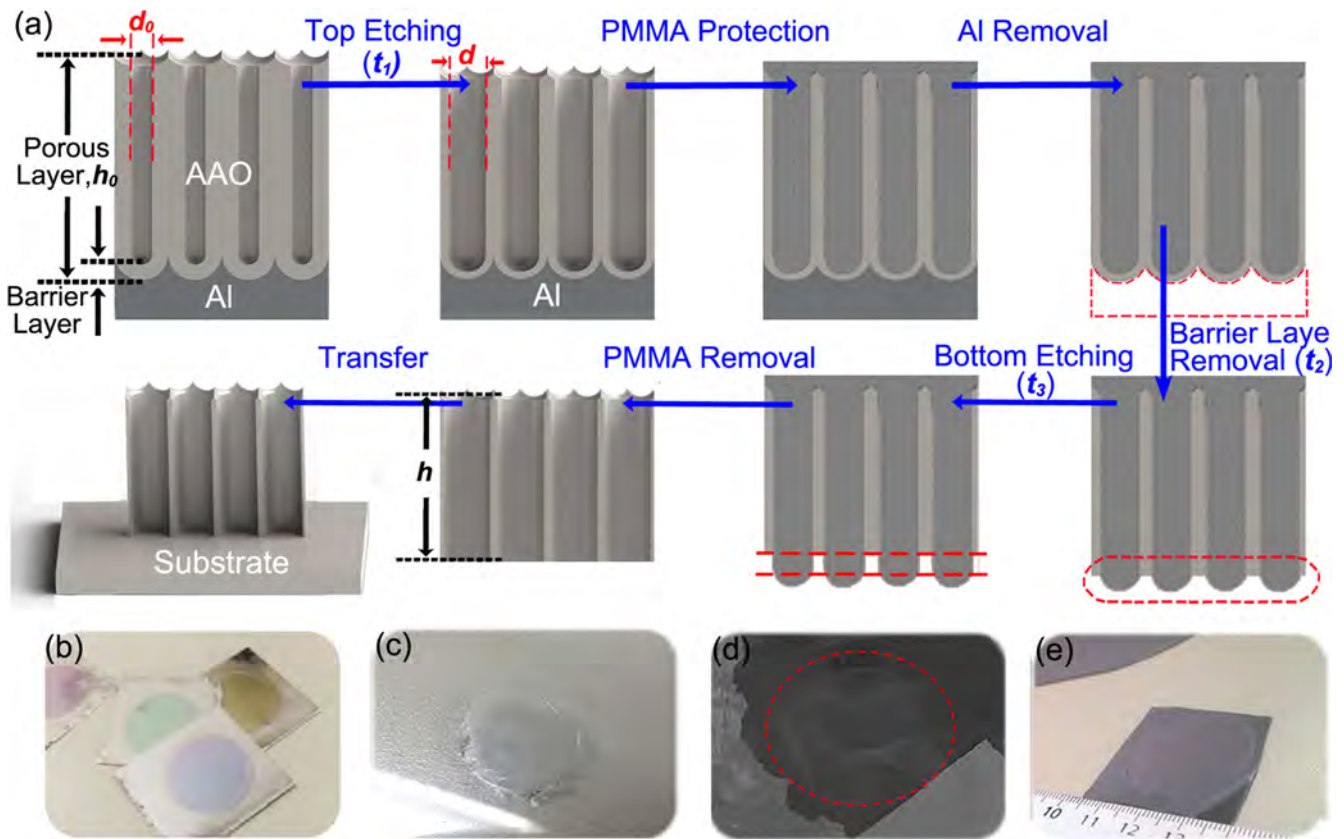 (a)
d₀
Top Etching
(t₁)
d
PMMA Protection
Al Removal
Porous
Layer, h₀
AAO
Barrier
Layer
Al
Al
Barrier Laye
Removal (t₂)
Transfer
PMMA Removal
Bottom Etching
(t₃)
h
Substrate
(b)
(c)
(d)
(e)
10 11 12 13